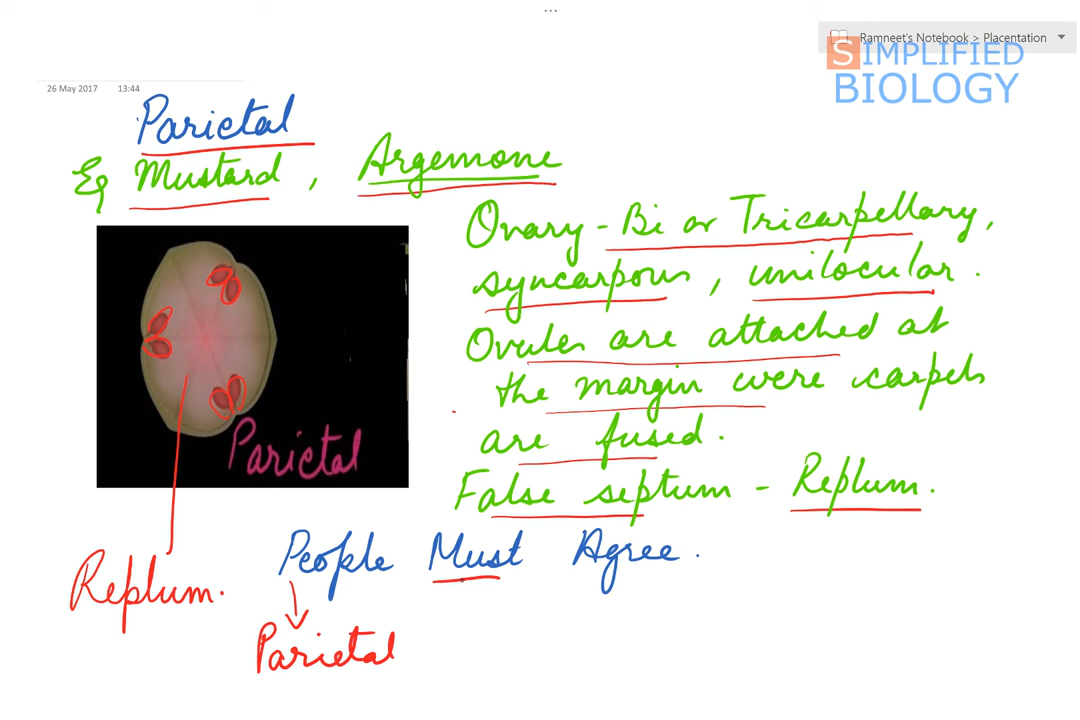 Ramneet's Notebook > Placentation
SIMPLIFIED
BIOLOGY
26 May 2017 13:44
Parietal
Eg Mustard, Argemone
Ovary - Bi or Tricarpellary,
syncarpous, unilocular.
Ovules are attached at
the margin were carpels
are fused.
False septum - Replum.
Parietal
Replum.
People Must Agree.
Parietal